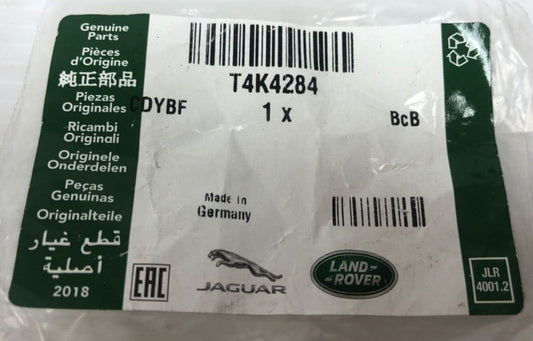 Genuine
Parts
Pièces
d'Origine
純正部品
Piezas
Originales
Ricambi
Originali
Originele
Onderdelen
Peças
Genuinas
Originalteile
قطع غيار
أصلية
2018
T4K4284
CDYBF
1 x
BcB
Made in
Germany
EAC
JAGUAR
LAND-
ROVER
JLR
4001.2